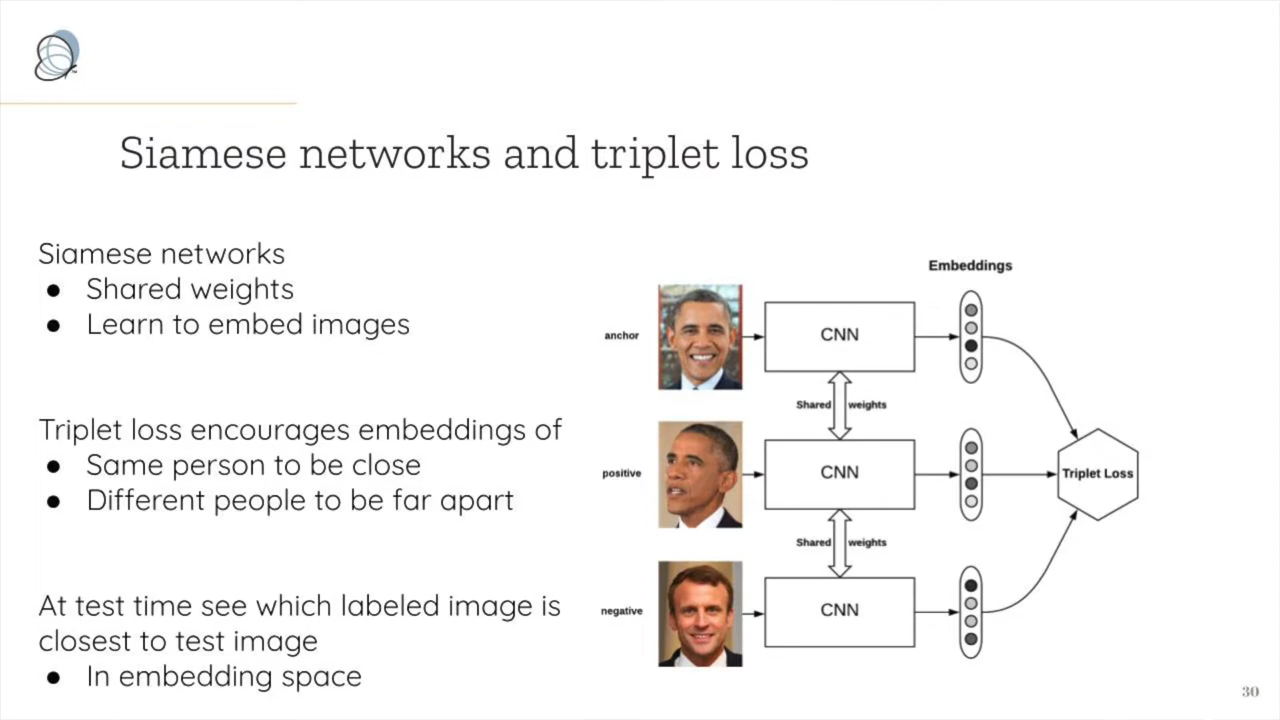 Siamese networks and triplet loss
Siamese networks
● Shared weights
● Learn to embed images
Triplet loss encourages embeddings of
● Same person to be close
● Different people to be far apart
At test time see which labeled image is
closest to test image
● In embedding space
Embeddings
anchor
CNN
Shared weights
positive
CNN
Triplet Loss
Shared weights
negative
CNN
30